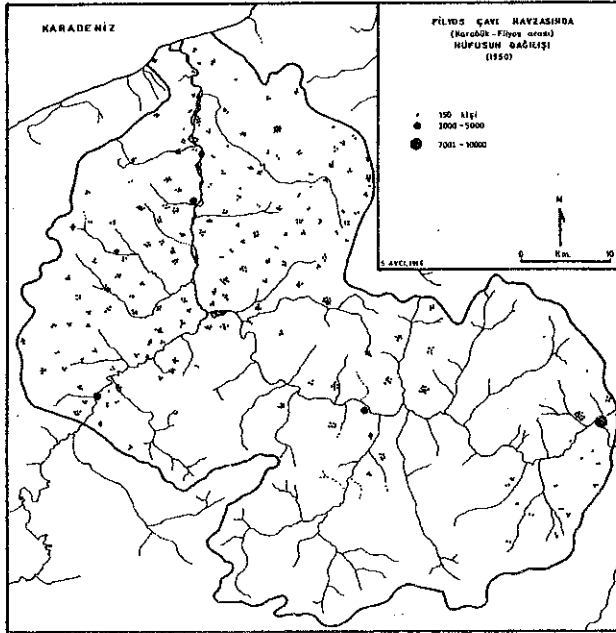 KARADENİZ
FİLYOS ÇAYI HAVZASINDA
(Karabük-Filyos arası)
NÜFUSUN DAĞILIŞI
(1950)
150 kişi
3000-5000
7001-10000
N
0 Km. 10